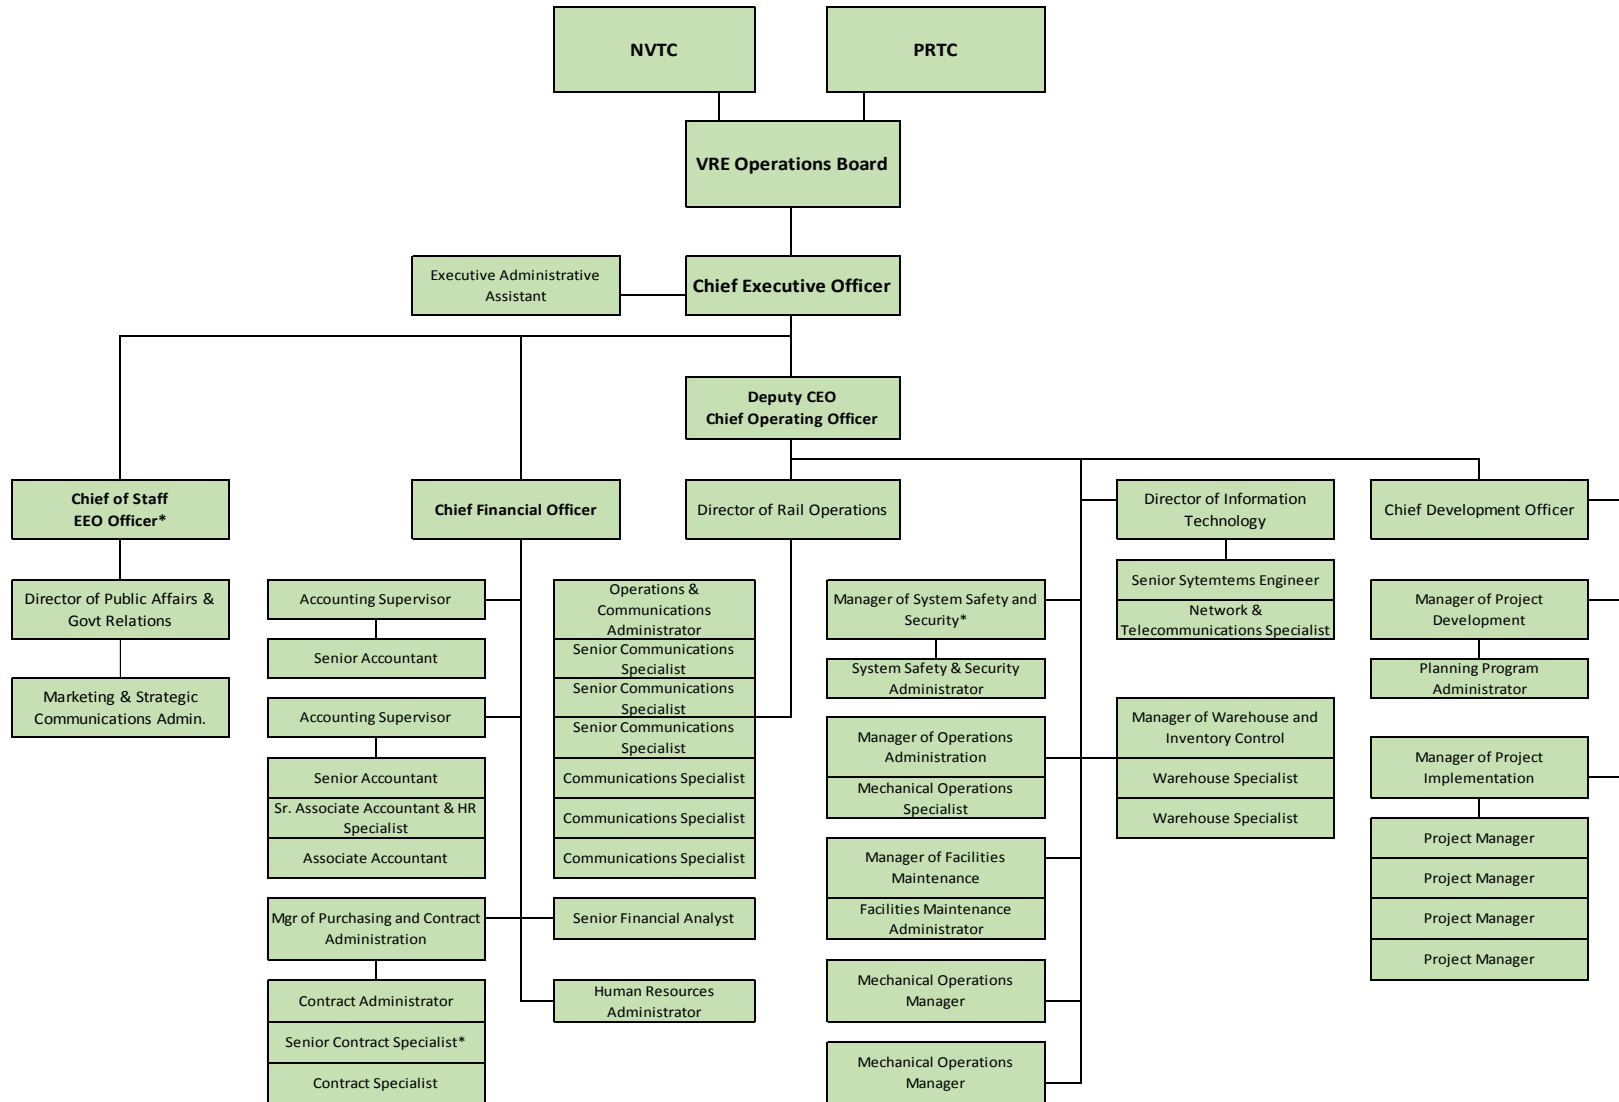 NVTC
PRTC
VRE Operations Board
Executive Administrative
Assistant
Chief Executive Officer
Deputy CEO
Chief Operating Officer
Chief of Staff
EEO Officer*
Chief Financial Officer
Director of Rail Operations
Director of Information
Technology
Chief Development Officer
Director of Public Affairs &
Govt Relations
Marketing & Strategic
Communications Admin.
Accounting Supervisor
Senior Accountant
Accounting Supervisor
Senior Accountant
Sr. Associate Accountant & HR
Specialist
Associate Accountant
Mgr of Purchasing and Contract
Administration
Contract Administrator
Senior Contract Specialist*
Contract Specialist
Operations &
Communications
Administrator
Senior Communications
Specialist
Senior Communications
Specialist
Senior Communications
Specialist
Communications Specialist
Communications Specialist
Communications Specialist
Senior Financial Analyst
Human Resources
Administrator
Manager of System Safety and
Security*
System Safety & Security
Administrator
Manager of Operations
Administration
Mechanical Operations
Specialist
Manager of Facilities
Maintenance
Facilities Maintenance
Administrator
Mechanical Operations
Manager
Mechanical Operations
Manager
Senior Sytemtems Engineer
Network &
Telecommunications Specialist
Manager of Warehouse and
Inventory Control
Warehouse Specialist
Warehouse Specialist
Manager of Project
Development
Planning Program
Administrator
Manager of Project
Implementation
Project Manager
Project Manager
Project Manager
Project Manager